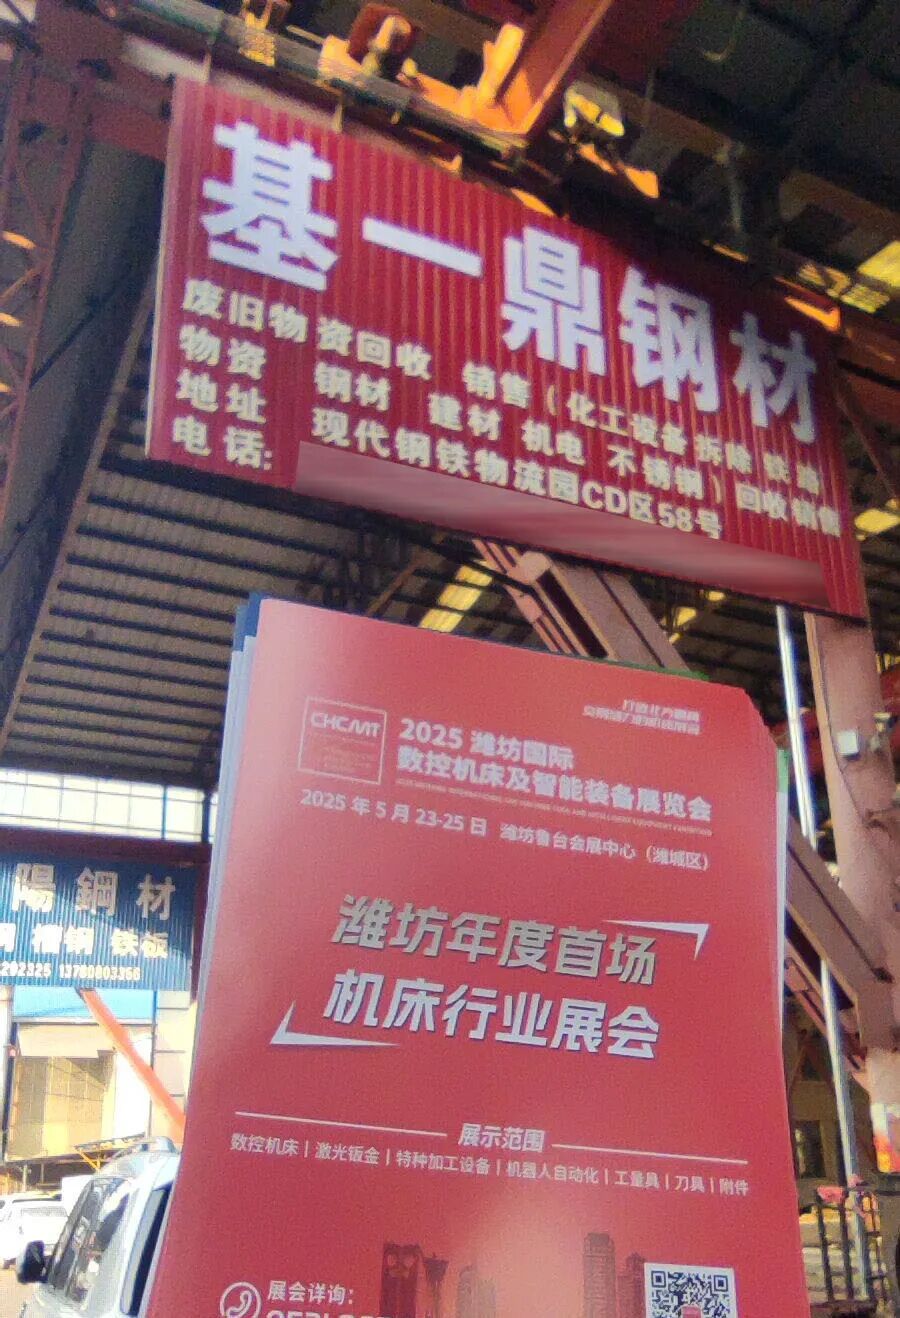 基一鼎钢材
废旧物资回收 销售（化工设备拆除 铁路
物资 钢材 建材 机电 不锈钢）回收销售
地址 现代钢铁物流园CD区58号
电话:
CHCMT
2025 潍坊国际
数控机床及智能装备展览会
2025 年 5 月 23-25 日 潍坊鲁台会展中心（潍城区）
潍坊年度首场
机床行业展会
展示范围
数控机床 | 激光钣金 | 特种加工设备 | 机器人自动化 | 工量具 | 刀具 | 附件
展会详询:
陽鋼材
槽钢 铁板
202325 13780803356